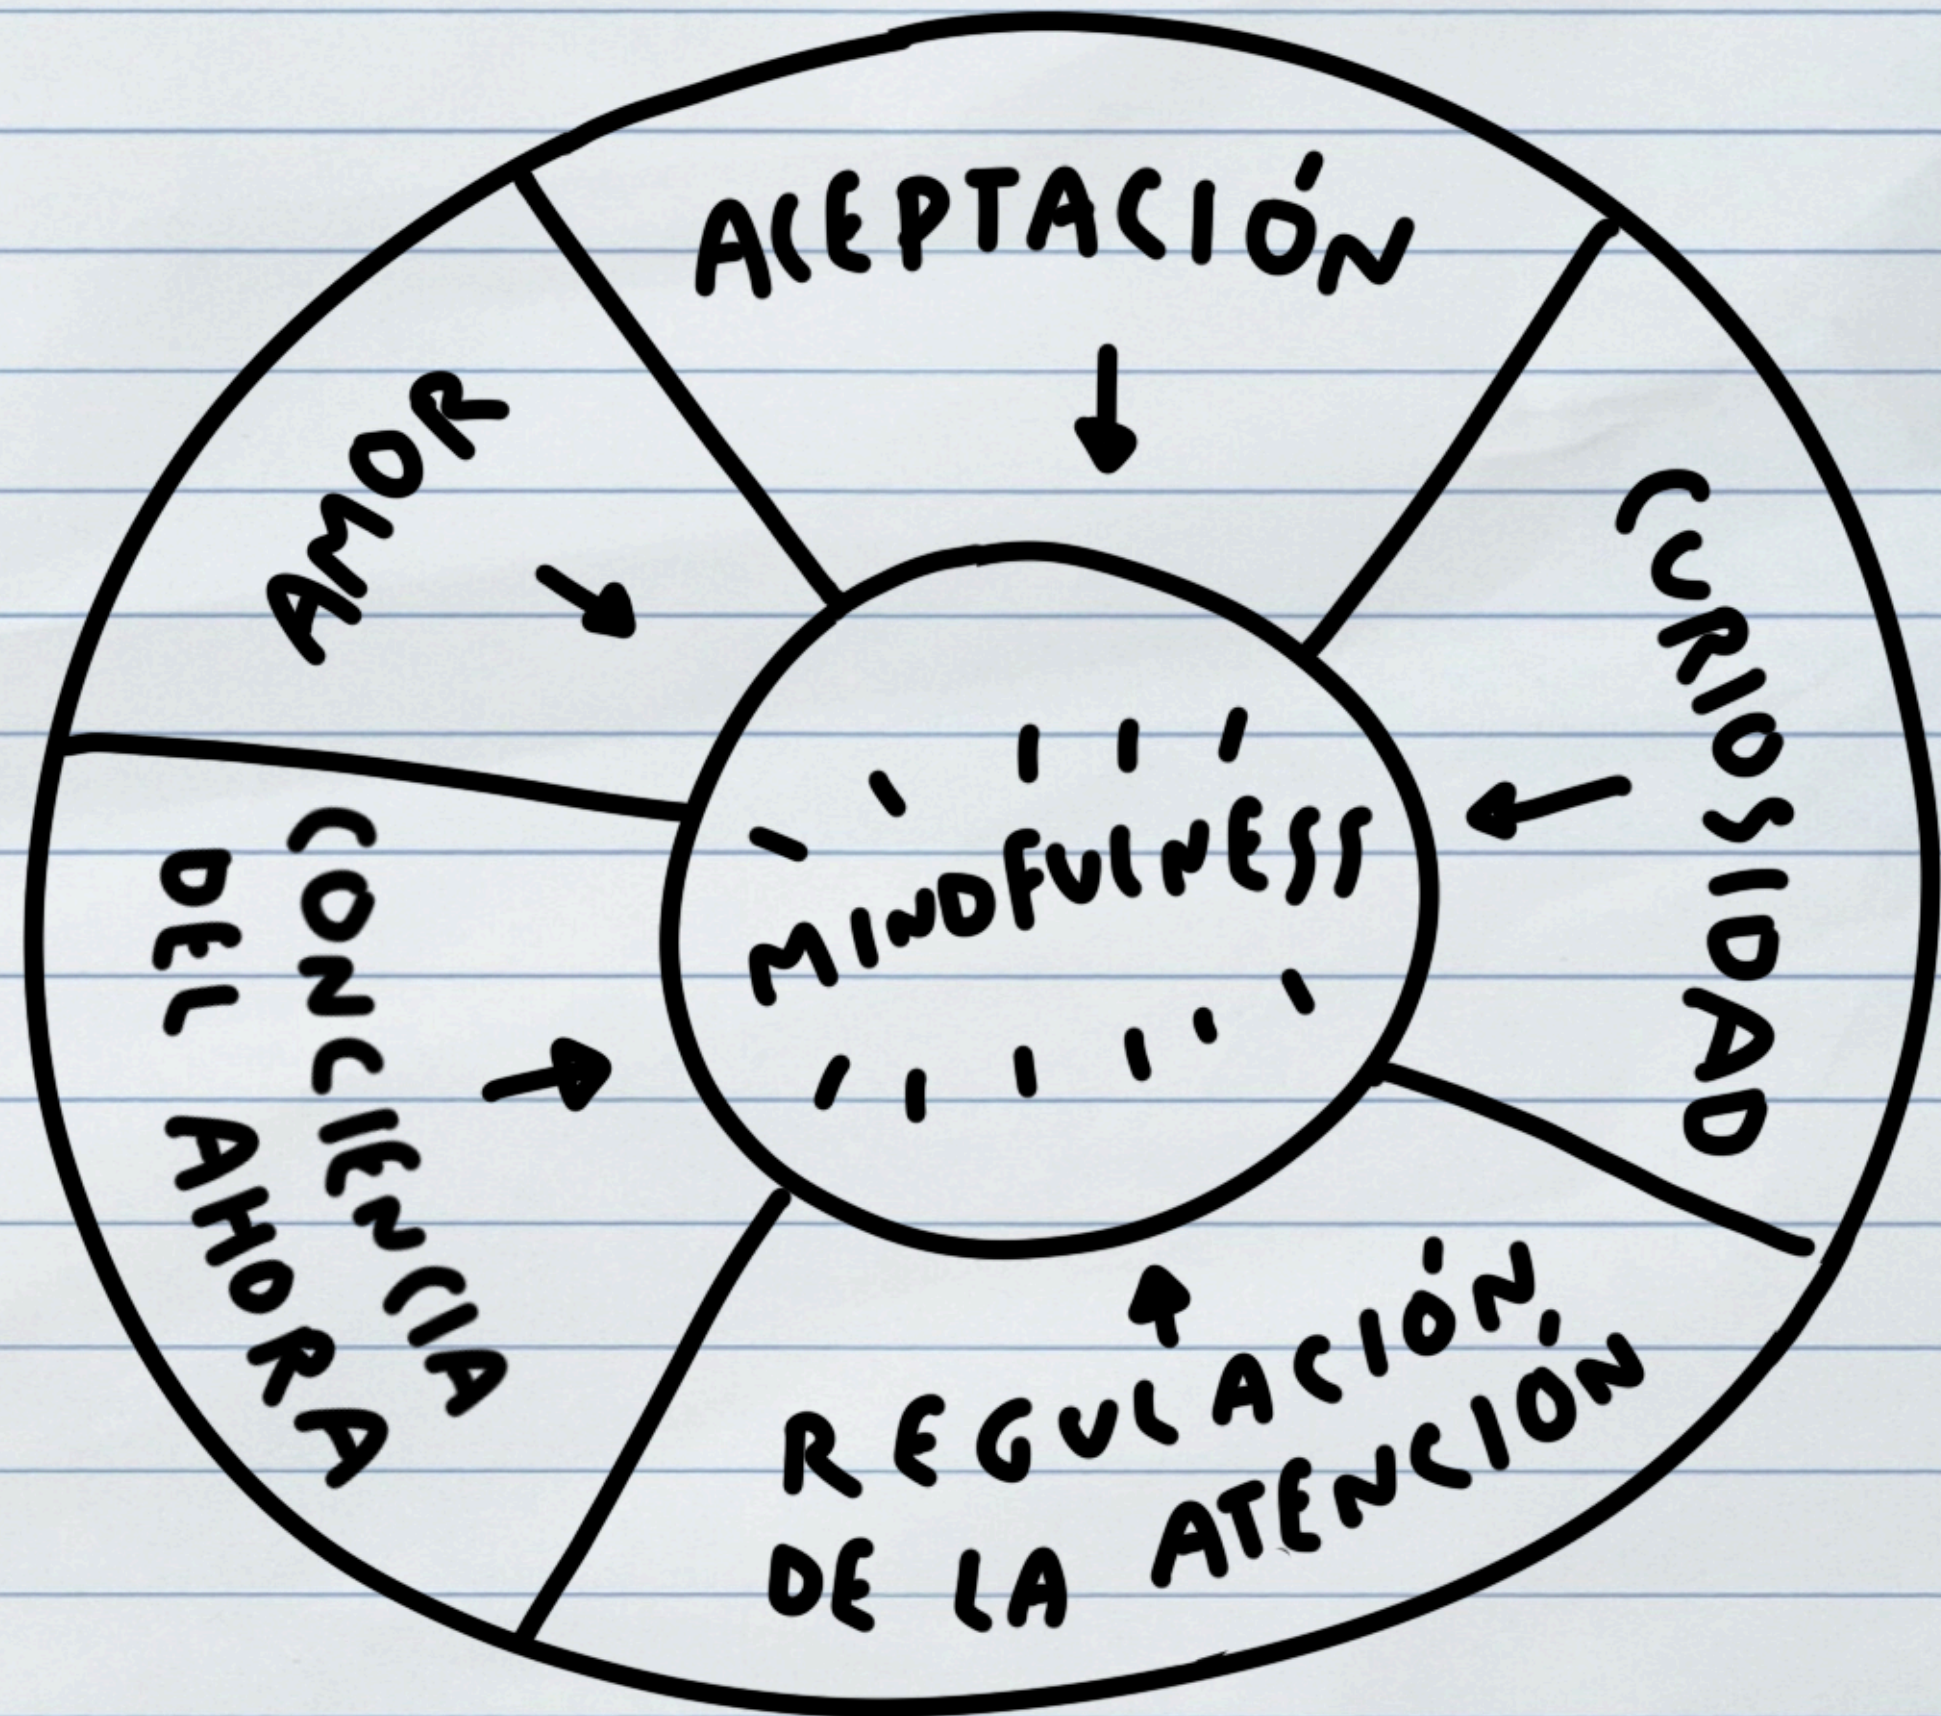 ACEPTACIÓN
CURIOSIDAD
REGULACIÓN
DE LA ATENCIÓN
CONCIENCIA
DEL AHORA
AMOR
MINDFULNESS